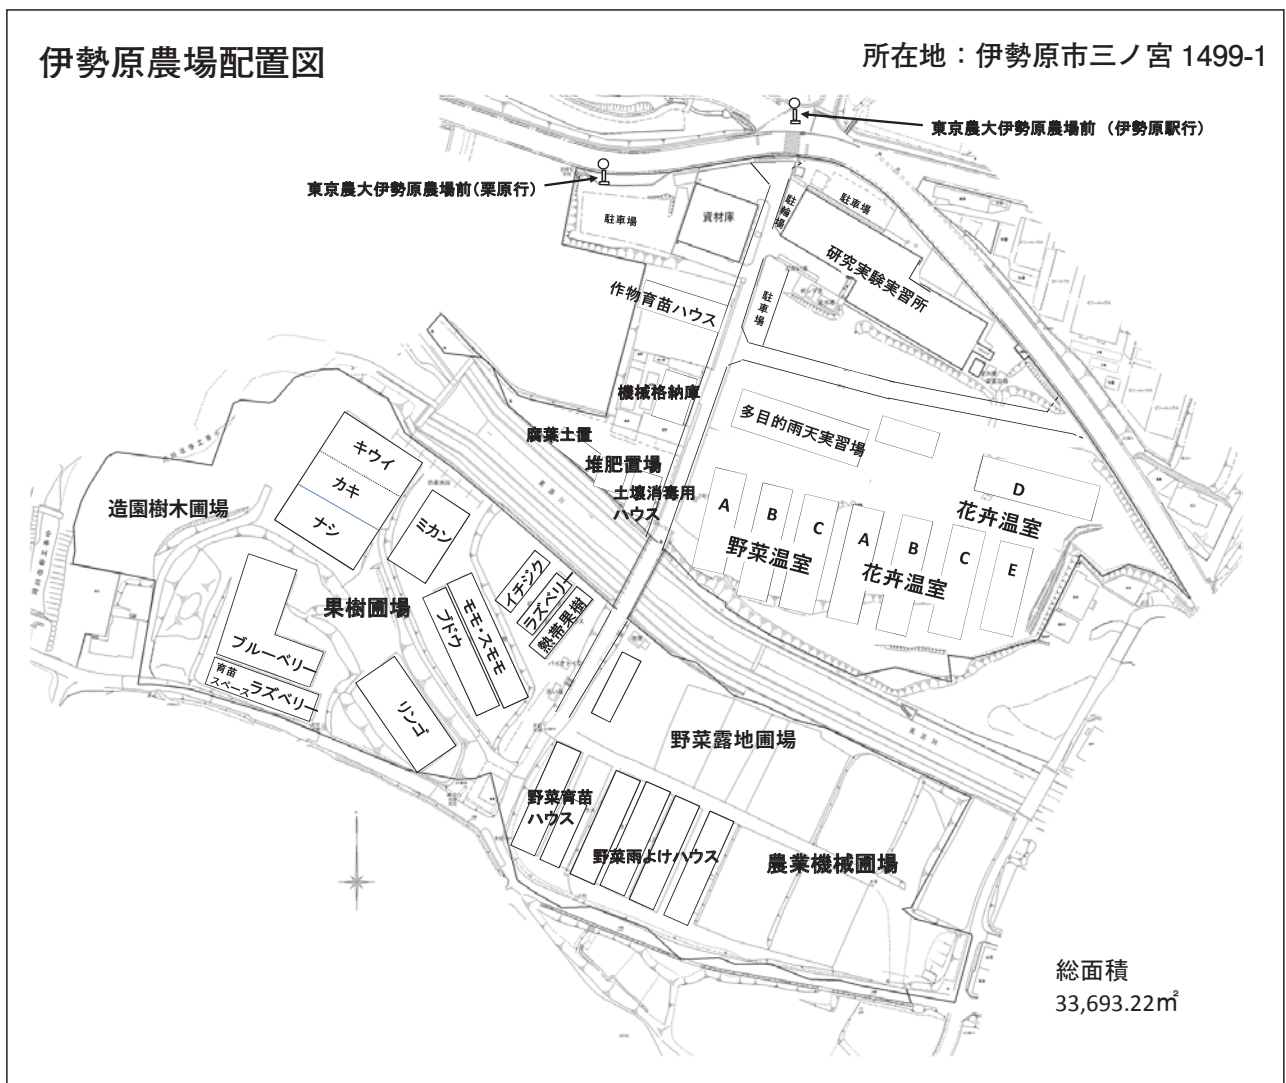 伊勢原農場配置図
所在地：伊勢原市三ノ宮 1499-1
東京農大伊勢原農場前 (伊勢原駅行)
東京農大伊勢原農場前(栗原行)
駐車場
資材庫
駐輪場
駐車場
研究実験実習所
作物育苗ハウス
駐車場
機械格納庫
多目的雨天実習場
腐葉土置
堆肥置場
土壌消毒用
ハウス
A
B
C
野菜温室
A
B
C
D
E
花卉温室
花卉温室
キウイ
カキ
ナシ
造園樹木圃場
ミカン
イチジク
ラズベリー
熱帯果樹
果樹圃場
モモ・スモモ
ブドウ
ブルーベリー
育苗
スペース
ラズベリー
リンゴ
野菜露地圃場
野菜育苗
ハウス
野菜雨よけハウス
農業機械圃場
総面積
33,693.22㎡